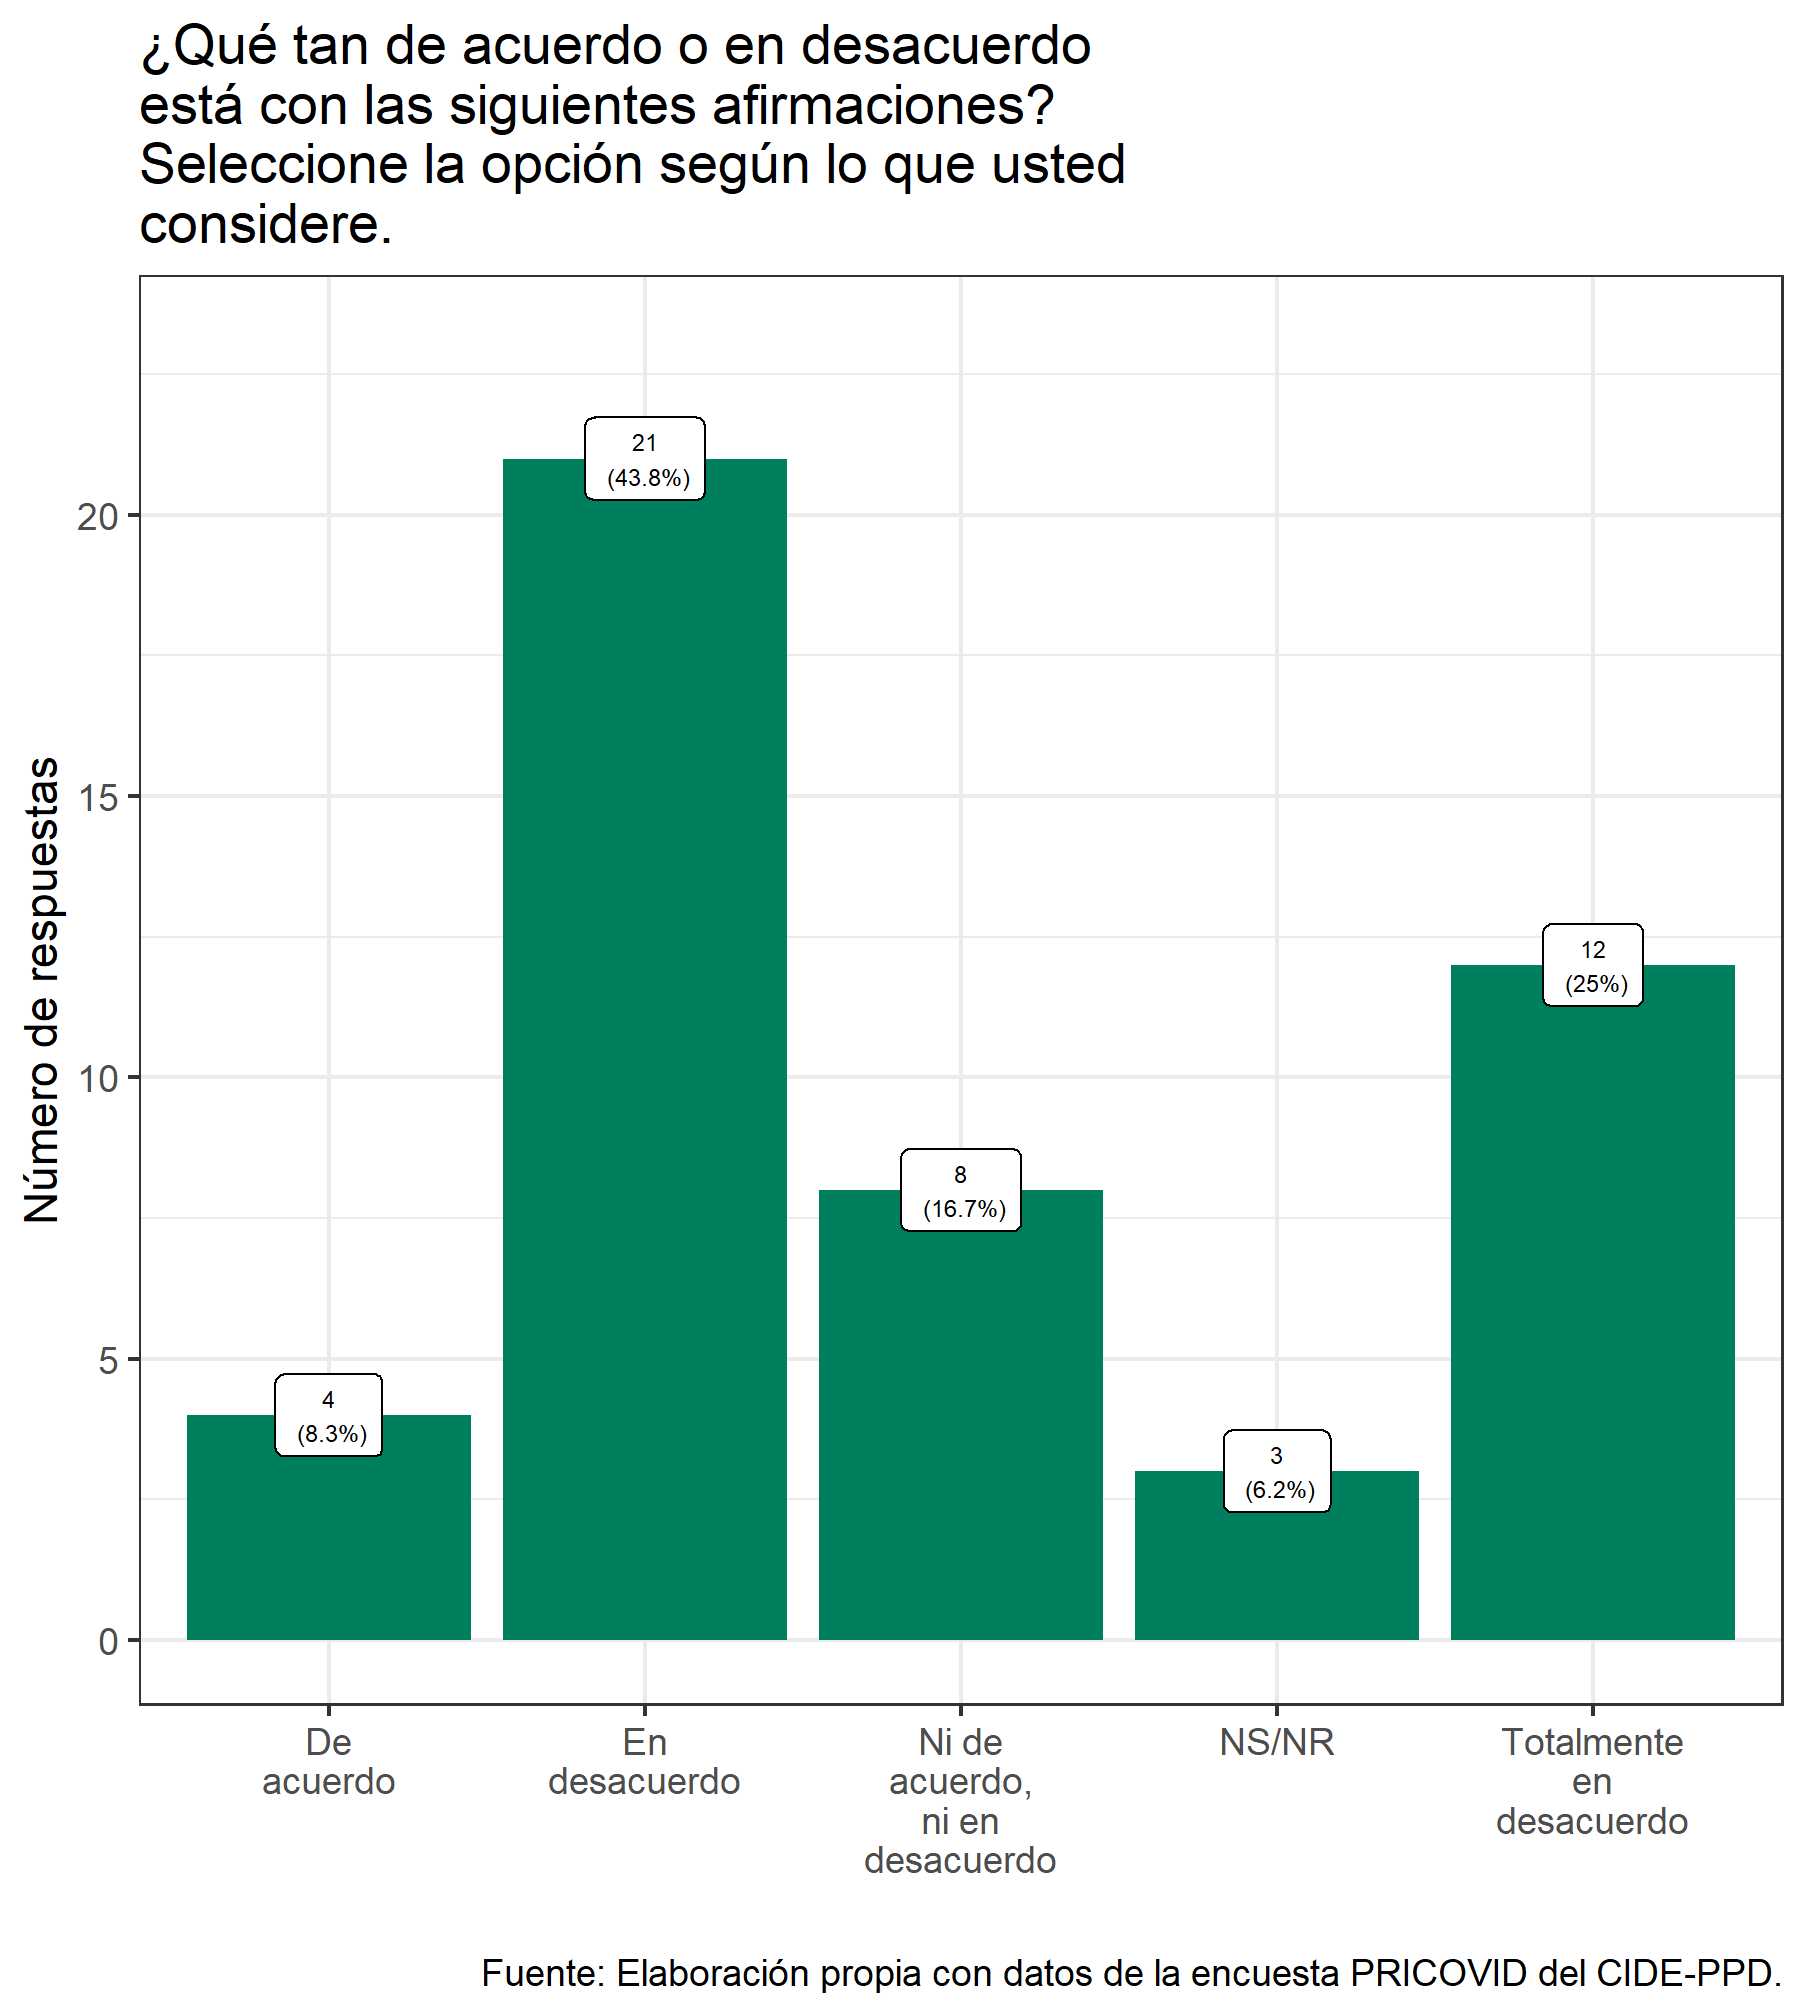 ¿Qué tan de acuerdo o en desacuerdo
está con las siguientes afirmaciones?
Seleccione la opción según lo que usted
considere.
Número de respuestas
20
15
10
5
0
4
(8.3%)
21
(43.8%)
8
(16.7%)
3
(6.2%)
12
(25%)
De
acuerdo
En
desacuerdo
Ni de
acuerdo,
ni en
desacuerdo
NS/NR
Totalmente
en
desacuerdo
Fuente: Elaboración propia con datos de la encuesta PRICOVID del CIDE-PPD.